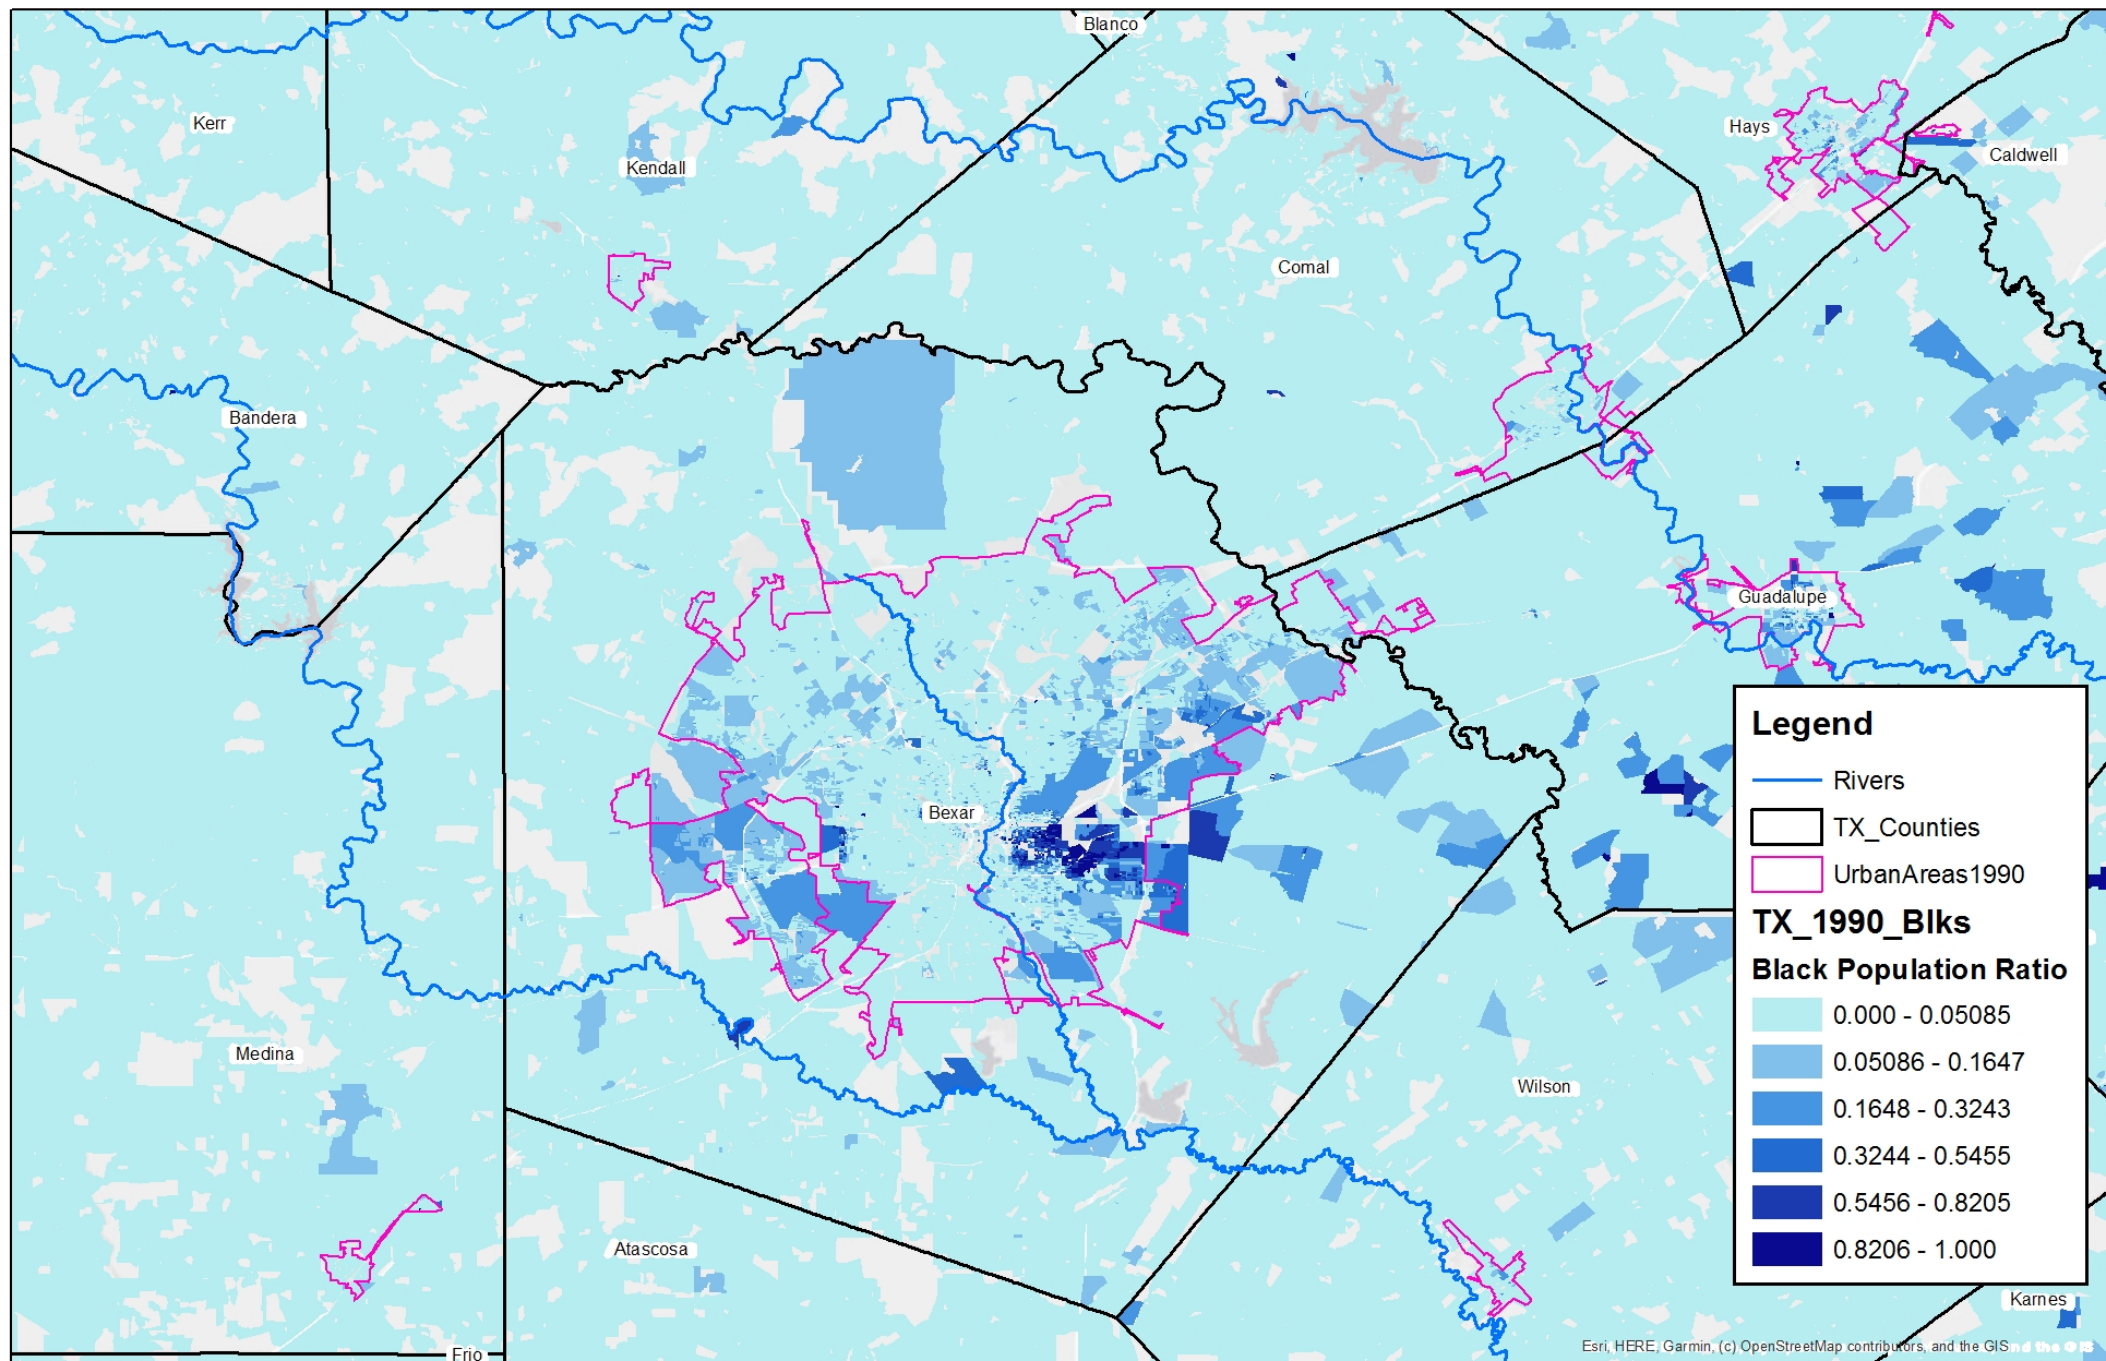 Blanco
Kerr
Hays
Caldwell
Kendall
Comal
Bandera
Guadalupe
Bexar
Medina
Wilson
Atascosa
Karnes
Frio
Legend
Rivers
TX_Counties
UrbanAreas1990
TX_1990_Blks
Black Population Ratio
0.000 - 0.05085
0.05086 - 0.1647
0.1648 - 0.3243
0.3244 - 0.5455
0.5456 - 0.8205
0.8206 - 1.000
Esri, HERE, Garmin, (c) OpenStreetMap contributors, and the GIS